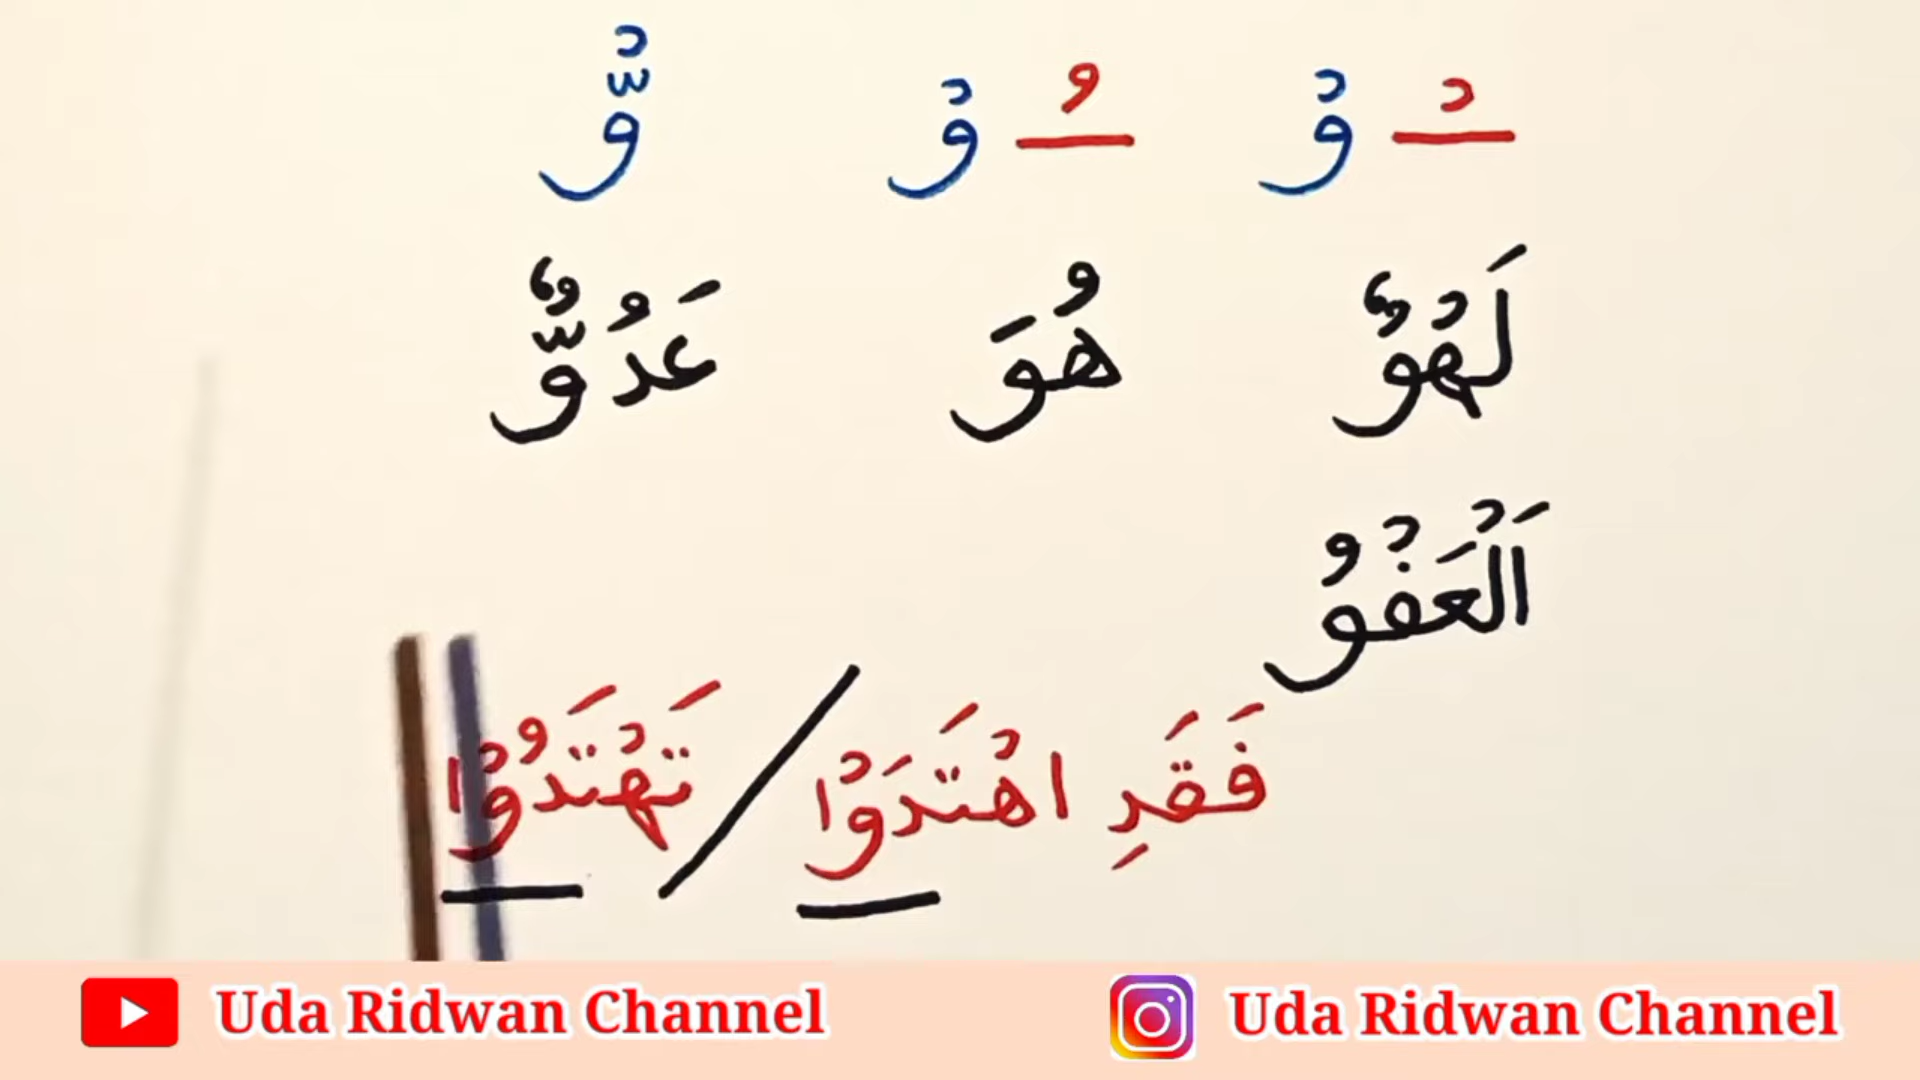 ـْ وْ ـُ وْ وّْ
لَهْوٌ هُوَ عَدُوٌّ
اَلْعَفْوُ
فَقَدِ اهْتَدَوْا / تَهْتَدُوْا
Uda Ridwan Channel Uda Ridwan Channel